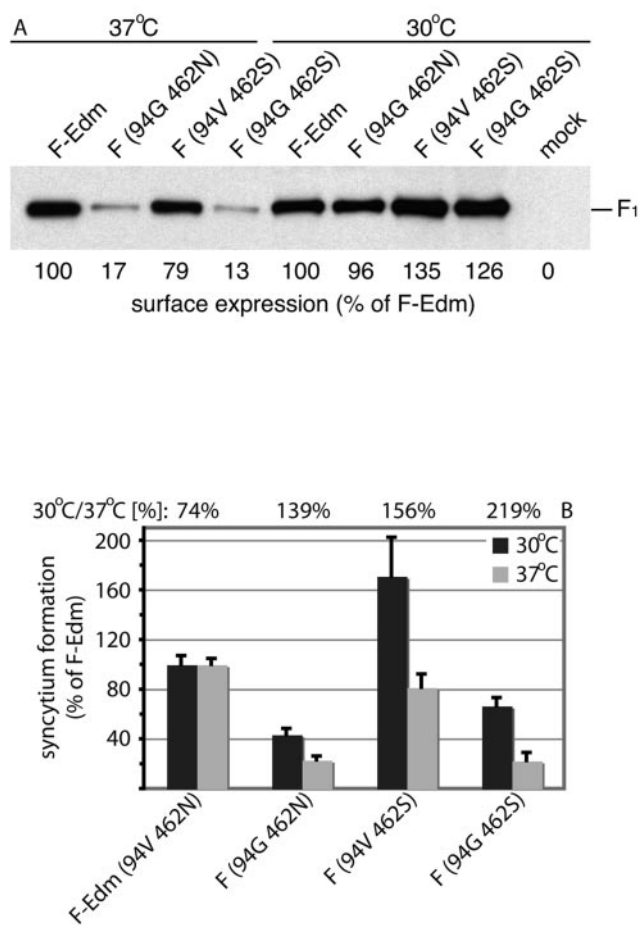 A 37°C 30°C
F-Edm F (94G 462N) F (94V 462S) F (94G 462S) F-Edm F (94G 462N) F (94V 462S) F (94G 462S) mock
F1
100 17 79 13 100 96 135 126 0
surface expression (% of F-Edm)
30°C/37°C [%]: 74% 139% 156% 219% B
200
160
120
80
40
syncytium formation
(% of F-Edm)
30°C
37°C
F-Edm (94V 462N) F (94G 462N) F (94V 462S) F (94G 462S)